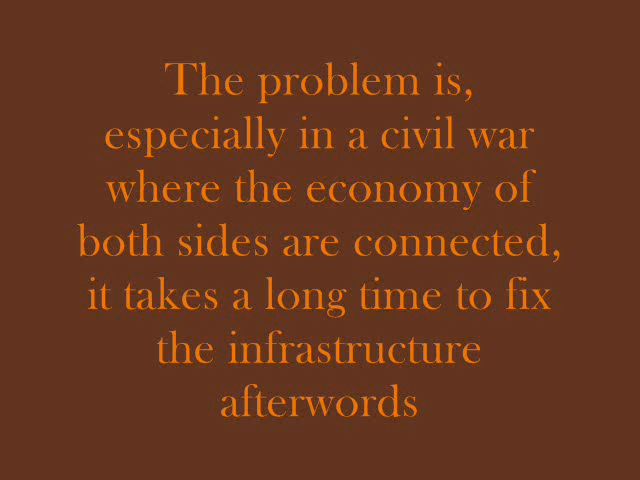 The problem is,
especially in a civil war
where the economy of
both sides are connected,
it takes a long time to fix
the infrastructure
afterwords